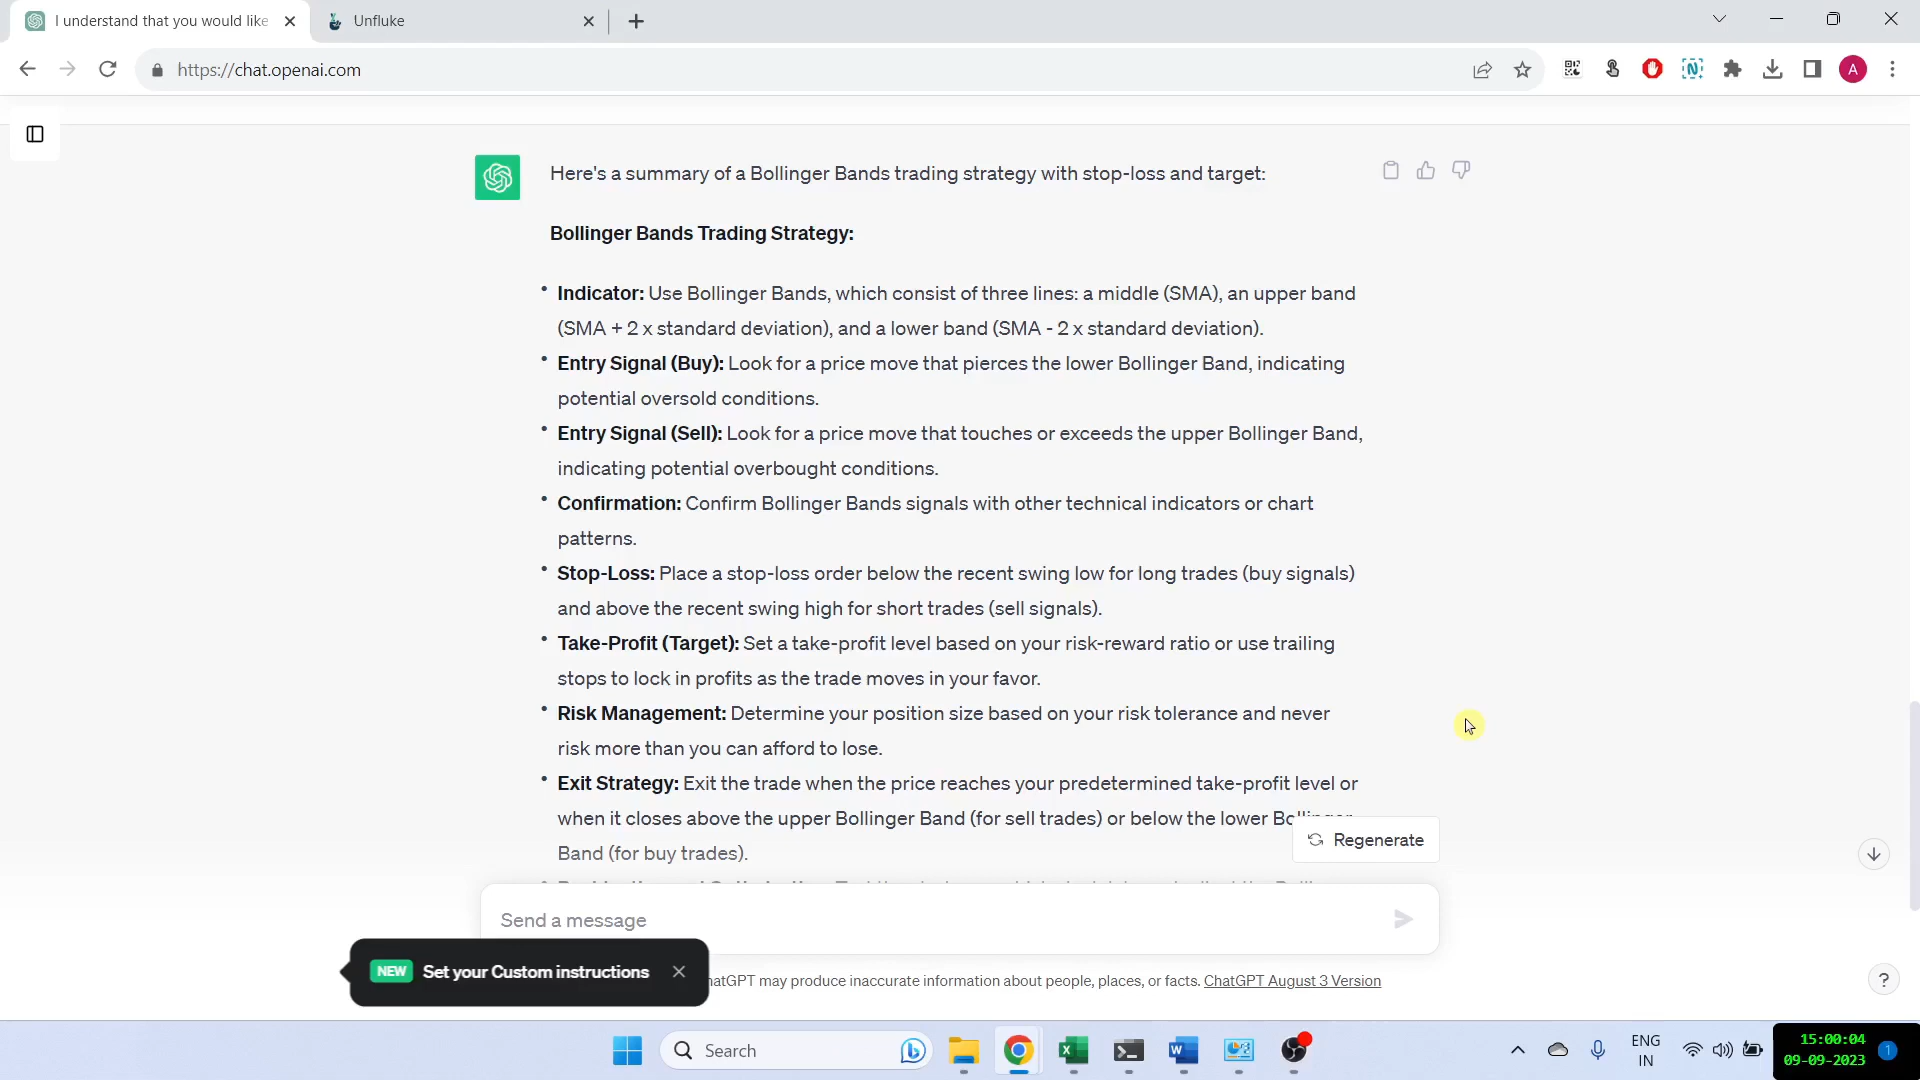 I understand that you would like
Unfluke
https://chat.openai.com
A
Here's a summary of a Bollinger Bands trading strategy with stop-loss and target:
Bollinger Bands Trading Strategy:
• Indicator: Use Bollinger Bands, which consist of three lines: a middle (SMA), an upper band
(SMA + 2 x standard deviation), and a lower band (SMA - 2 x standard deviation).
• Entry Signal (Buy): Look for a price move that pierces the lower Bollinger Band, indicating
potential oversold conditions.
• Entry Signal (Sell): Look for a price move that touches or exceeds the upper Bollinger Band,
indicating potential overbought conditions.
• Confirmation: Confirm Bollinger Bands signals with other technical indicators or chart
patterns.
• Stop-Loss: Place a stop-loss order below the recent swing low for long trades (buy signals)
and above the recent swing high for short trades (sell signals).
• Take-Profit (Target): Set a take-profit level based on your risk-reward ratio or use trailing
stops to lock in profits as the trade moves in your favor.
• Risk Management: Determine your position size based on your risk tolerance and never
risk more than you can afford to lose.
• Exit Strategy: Exit the trade when the price reaches your predetermined take-profit level or
when it closes above the upper Bollinger Band (for sell trades) or below the lower Bollinger
Band (for buy trades).
Regenerate
Send a message
NEW Set your Custom instructions
hatGPT may produce inaccurate information about people, places, or facts. ChatGPT August 3 Version
?
Search
ENG
IN
15:00:04
09-09-2023
1